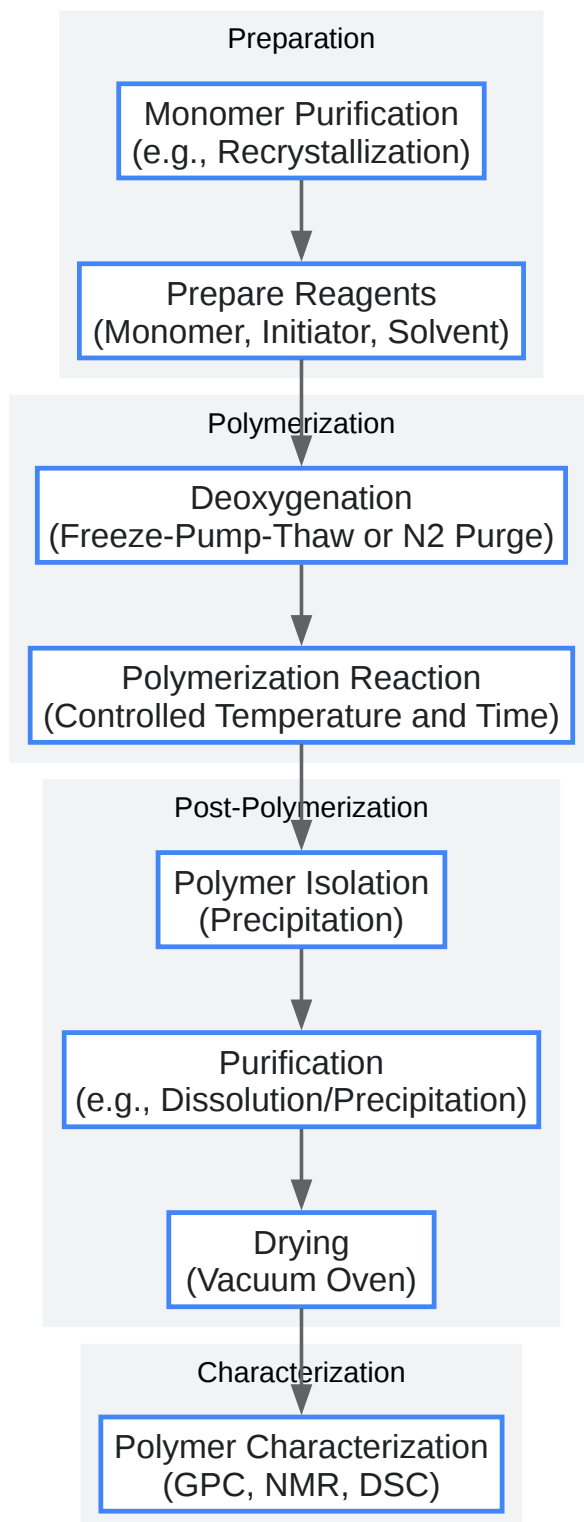 Preparation
Monomer Purification
(e.g., Recrystallization)
Prepare Reagents
(Monomer, Initiator, Solvent)
Polymerization
Deoxygenation
(Freeze-Pump-Thaw or N2 Purge)
Polymerization Reaction
(Controlled Temperature and Time)
Post-Polymerization
Polymer Isolation
(Precipitation)
Purification
(e.g., Dissolution/Precipitation)
Drying
(Vacuum Oven)
Characterization
Polymer Characterization
(GPC, NMR, DSC)